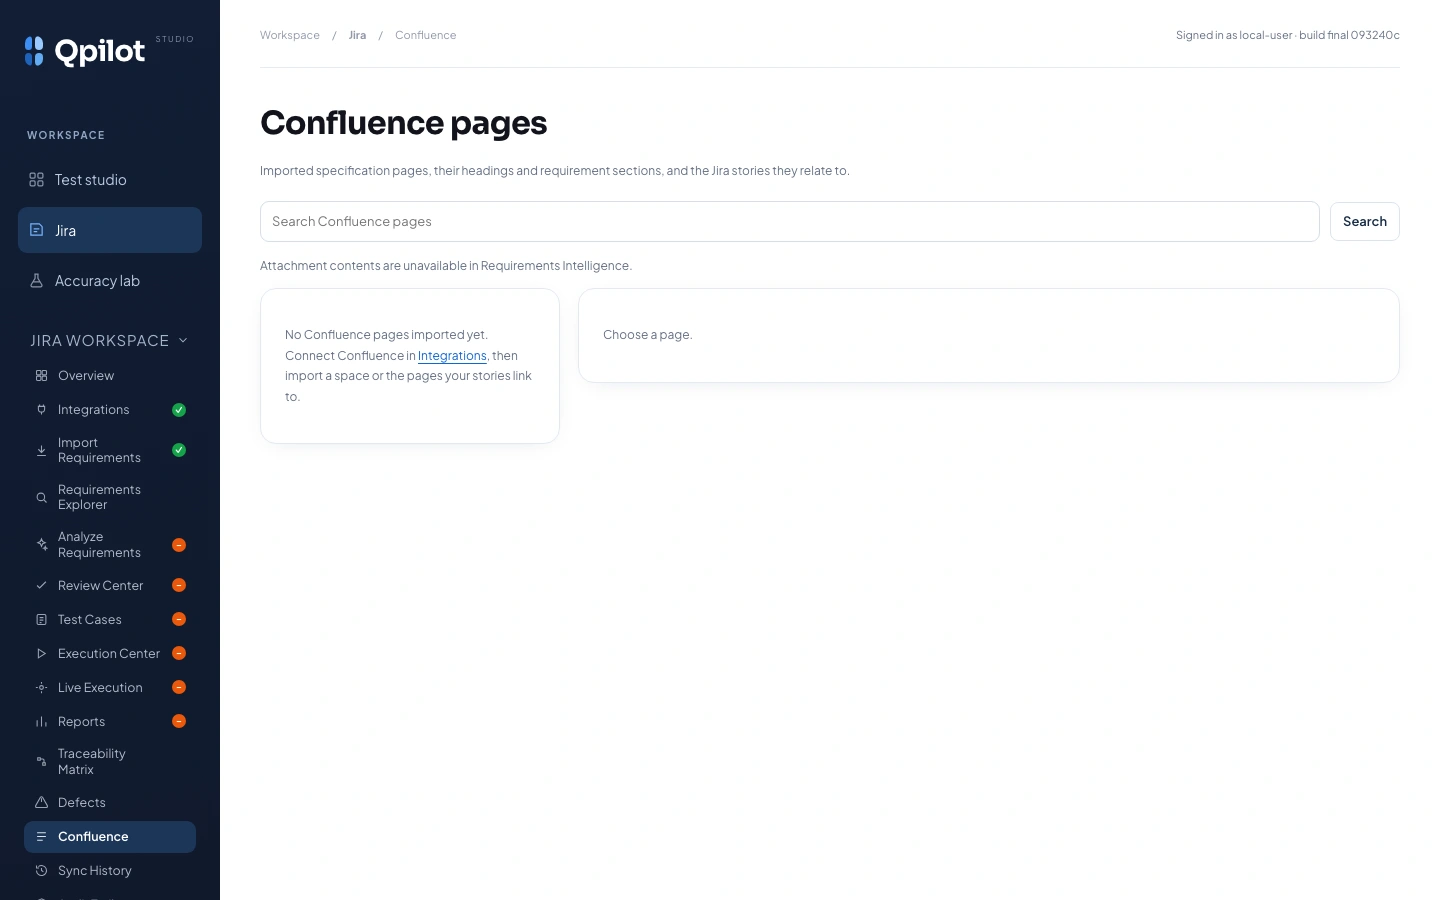 Qpilot
STUDIO
WORKSPACE
Test studio
Jira
Accuracy lab
JIRA WORKSPACE
Overview
Integrations
Import
Requirements
Requirements
Explorer
Analyze
Requirements
Review Center
Test Cases
Execution Center
Live Execution
Reports
Traceability
Matrix
Defects
Confluence
Sync History
Workspace / Jira / Confluence
Signed in as local-user · build final 093240c
Confluence pages
Imported specification pages, their headings and requirement sections, and the Jira stories they relate to.
Search Confluence pages
Search
Attachment contents are unavailable in Requirements Intelligence.
No Confluence pages imported yet.
Connect Confluence in Integrations, then
import a space or the pages your stories link
to.
Choose a page.